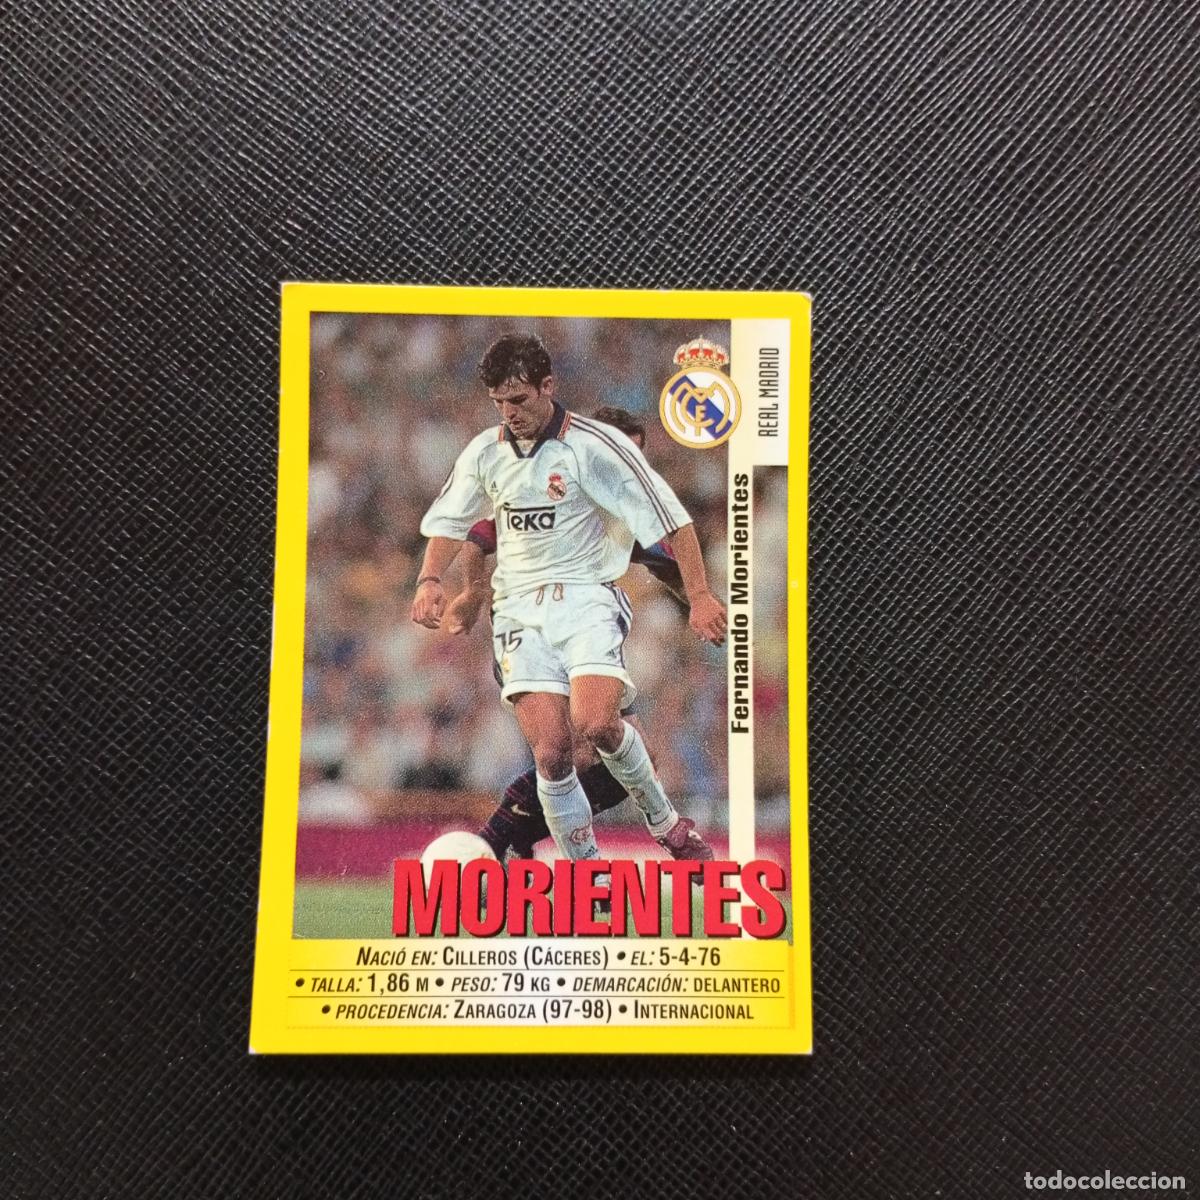 REAL MADRID
Fernando Morientes
TEKA
15
MORIENTES
NACIÓ EN: CILLEROS (CÁCERES) • EL: 5-4-76
• TALLA: 1,86 M • PESO: 79 KG • DEMARCACIÓN: DELANTERO
• PROCEDENCIA: ZARAGOZA (97-98) • INTERNACIONAL
todocoleccion